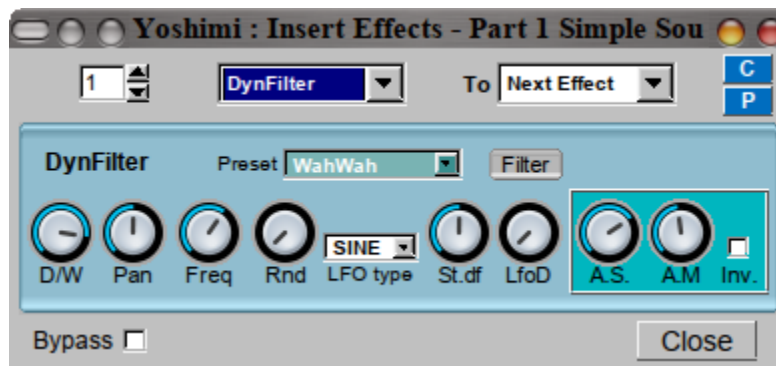 Yoshimi : Insert Effects - Part 1 Simple Sou
1 DynFilter To Next Effect C
P
DynFilter Preset WahWah Filter
SINE
D/W Pan Freq Rnd LFO type St.df LfoD A.S. A.M Inv.
Bypass Close